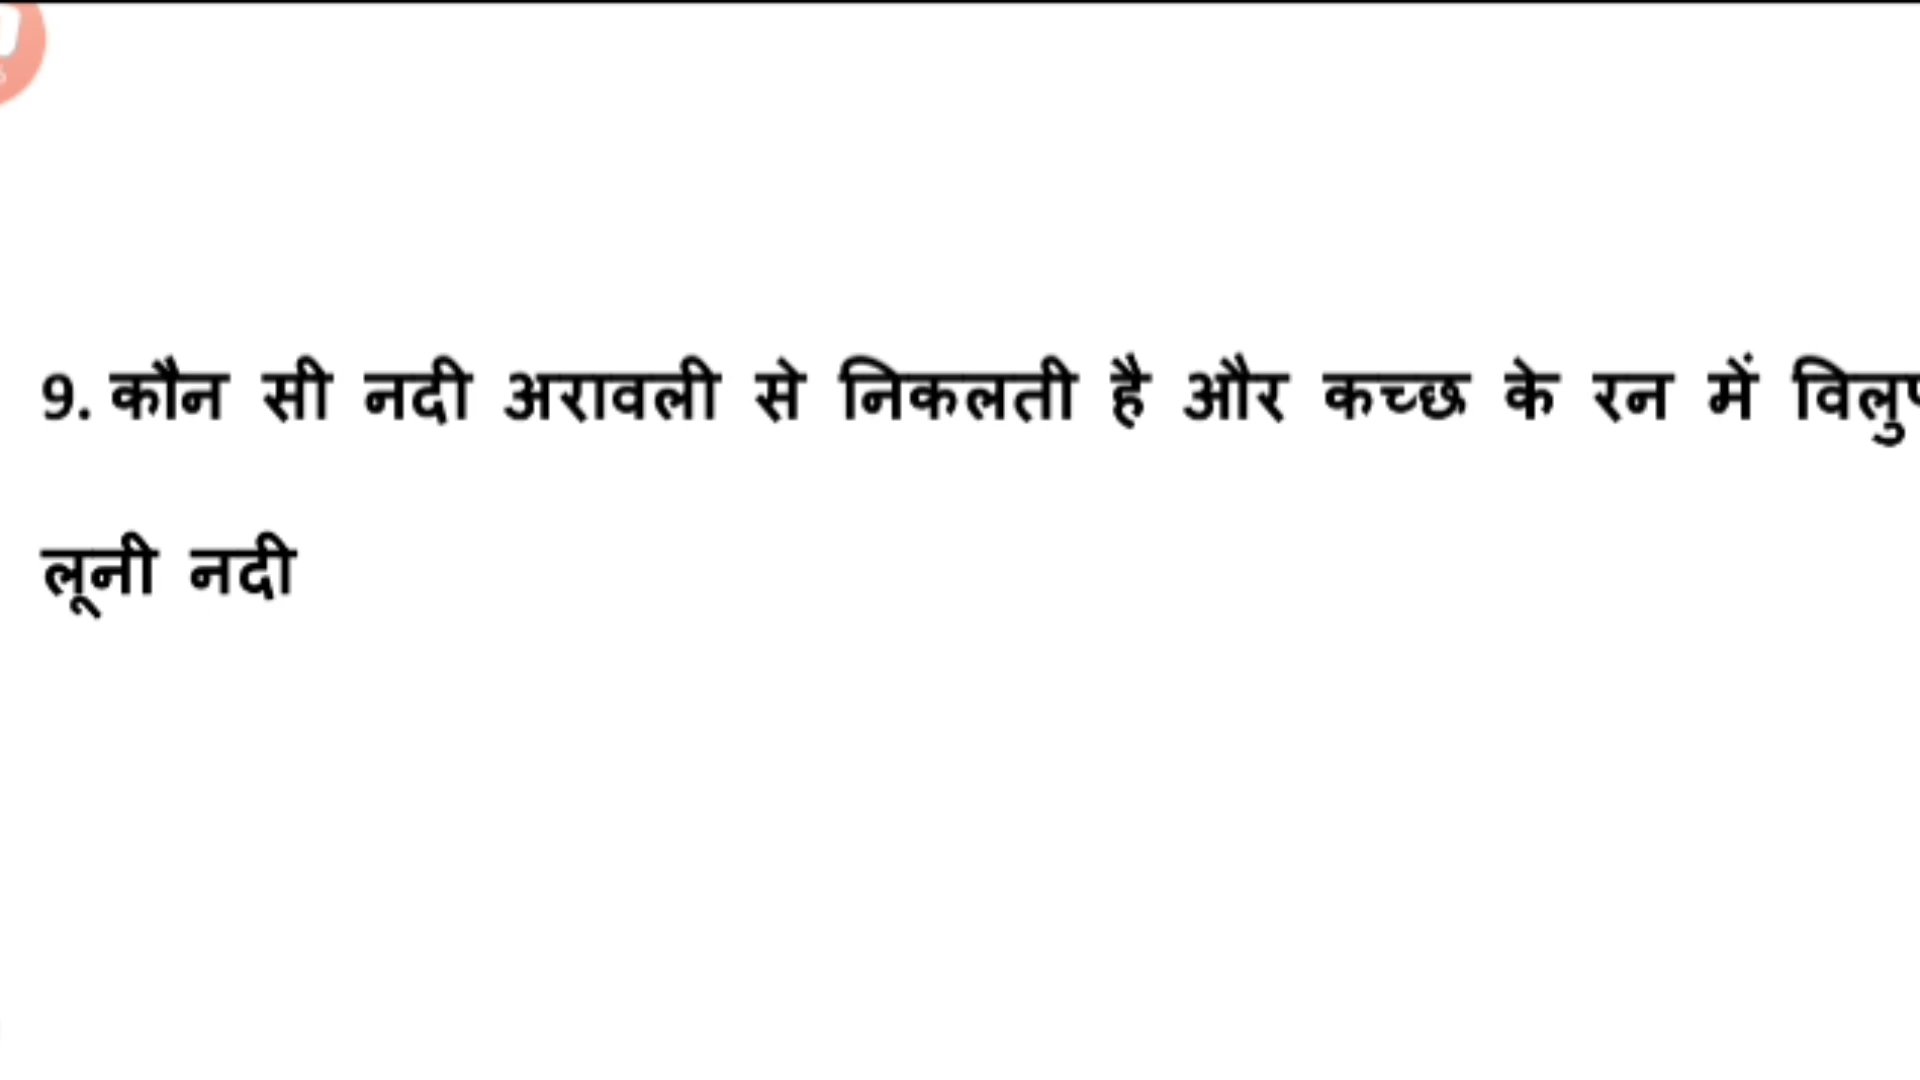 9. कौन सी नदी अरावली से निकलती है और कच्छ के रन में
लूनी नदी